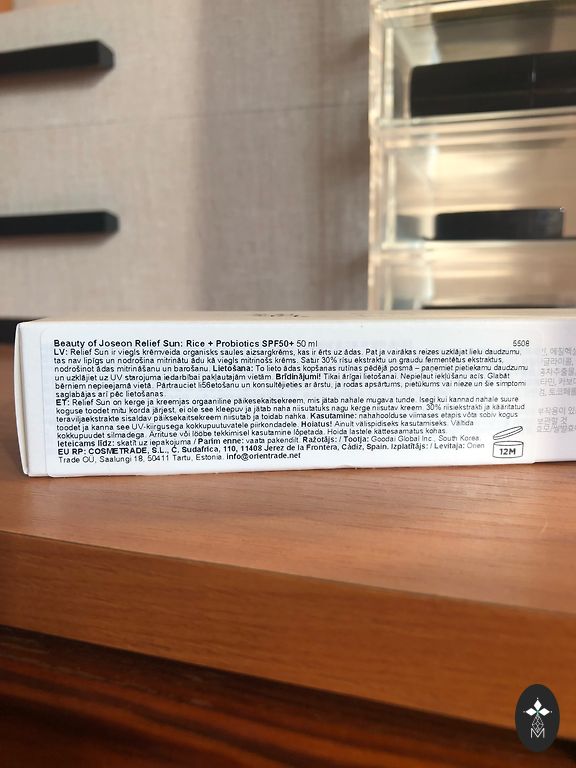 Beauty of Joseon Relief Sun: Rice + Probiotics SPF50+ 50 ml 5508
LV: Relief Sun ir viegls krēmveida organisks saules aizsargkrēms, kas ir ērts uz ādas. Pat ja vairākas reizes uzklājat lielu daudzumu,
tas nav lipīgs un nodrošina mitrinātu ādu kā viegls mitrinošs krēms. Satur 30% rīsu ekstraktu un graudu fermentētus ekstraktus,
nodrošinot ādas mitrināšanu un barošanu. Lietošana: To lieto ādas kopšanas rutīnas pēdējā posmā – paņemiet pietiekamu daudzumu
un uzklājiet uz UV starojuma iedarbībai pakļautajām vietām. Brīdinājumi! Tikai ārīgai lietošanai. Nepieļaut iekļūšanu acīs. Glabāt
bērniem nepieejamā vietā. Pārtrauciet li56etošanu un konsultējieties ar ārstu, ja rodas apsārtums, pietūkums vai nieze un šie simptomi
saglabājas arī pēc lietošanas.
ET: Relief Sun on kerge ja kreemjas orgaaniline päikesekaitsekreem, mis jätab nahale mugava tunde. Isegi kui kannad nahale suure
koguse toodet mitu korda järjest, ei ole see kleepuv ja jätab naha niisutatuks nagu kerge niisutav kreem. 30% riisiekstrakti ja kääritatud
teraviljaekstrakte sisaldav päiksekaitsekreem niisutab ja toidab nahka. Kasutamine: nahahoolduse viimases etapis võta sobiv kogus
toodet ja kanna see UV-kiirgusega kokkupuutuvatele piirkondadele. Hoiatus! Ainult välispidiseks kasutamiseks. Väldita
kokkupuudet silmadega. Ärrituse või lööbe tekkimisel kasutamine lõpetada. Hoida lastele kättesaamatus kohas.
Ieteicams līdz: skatīt uz iepakojuma / Parim enne: vaata pakendit. Ražotājs: / Tootja: Goodai Global Inc., South Korea.
EU RP: COSMETRADE, S.L., C. Sudafrica, 110, 11408 Jerez de la Frontera, Cádiz, Spain. Izplatītājs: / Levitaja: Orien
Trade OÜ, Saalungi 18, 50411 Tartu, Estonia. info@orientrade.net
12M